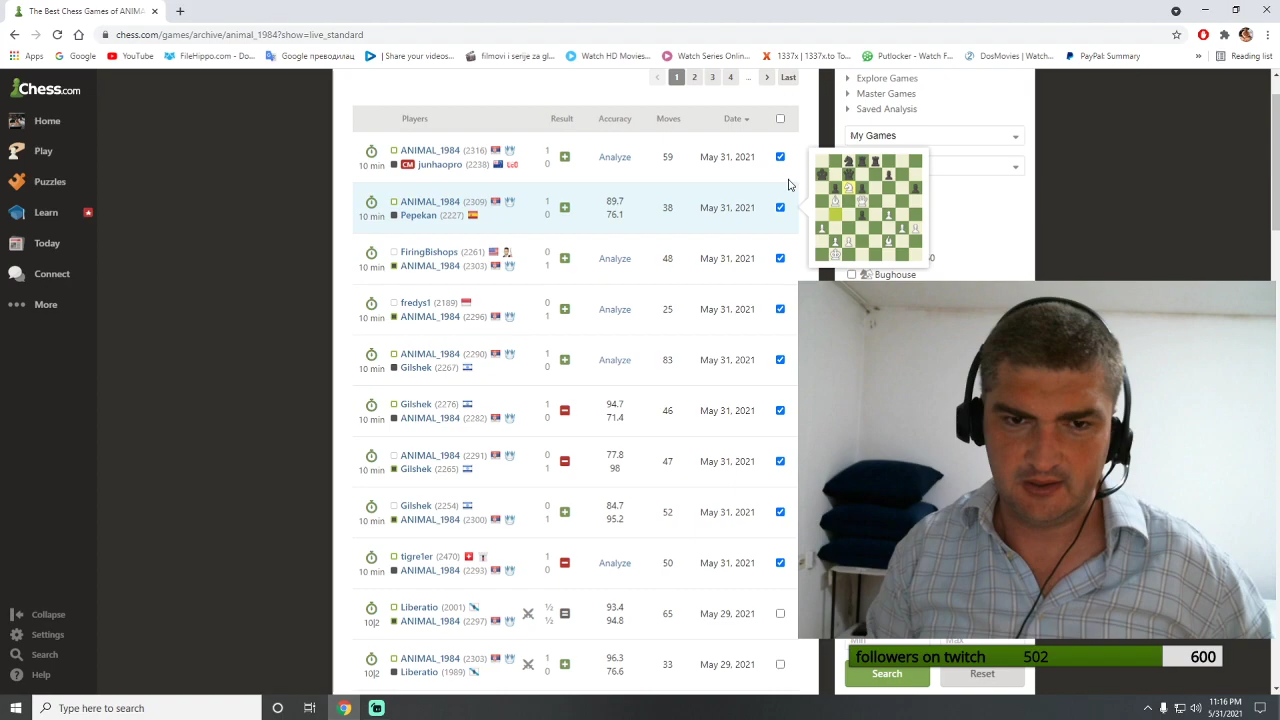 The Best Chess Games of ANIMA
chess.com/games/archive/animal_1984?show=live_standard
Apps
Google
YouTube
FileHippo.com
Google преводилац
Share your videos...
filmovi i serije za gl...
Watch HD Movies...
Watch Series Online...
1337x 1337x.to To...
Putlocker - Watch F...
DosMovies | Watch...
PayPal Summary
Reading list
Chess.com
Home
Play
Puzzles
Learn
Today
Connect
More
Collapse
Settings
Search
Help
1 2 3 4 ... Last
Players Result Accuracy Moves Date
ANIMAL_1984 (2316) 1
10 min CM junhaopro (2238) 0 Analyze 59 May 31, 2021
ANIMAL_1984 (2309) 1 89.7
10 min Pepekan (2227) 0 76.1 38 May 31, 2021
FiringBishops (2261) 0
10 min ANIMAL_1984 (2303) 1 Analyze 48 May 31, 2021
fredys1 (2189) 0
10 min ANIMAL_1984 (2296) 1 Analyze 25 May 31, 2021
ANIMAL_1984 (2290) 1
10 min Gilshek (2267) 0 Analyze 83 May 31, 2021
Gilshek (2276) 1 94.7
10 min ANIMAL_1984 (2282) 0 71.4 46 May 31, 2021
ANIMAL_1984 (2291) 0 77.8
10 min Gilshek (2265) 1 98 47 May 31, 2021
Gilshek (2254) 0 84.7
10 min ANIMAL_1984 (2300) 1 95.2 52 May 31, 2021
tigre1er (2470) 1
10 min ANIMAL_1984 (2293) 0 Analyze 50 May 31, 2021
Liberatio (2001) ½ 93.4
10|2 ANIMAL_1984 (2297) ½ 94.8 65 May 29, 2021
ANIMAL_1984 (2303) 1 96.3
10|2 Liberatio (1989) 0 76.6 33 May 29, 2021
Explore Games
Master Games
Saved Analysis
My Games
Bughouse
followers on twitch 502 600
Search Reset
Type here to search
11:16 PM
5/31/2021